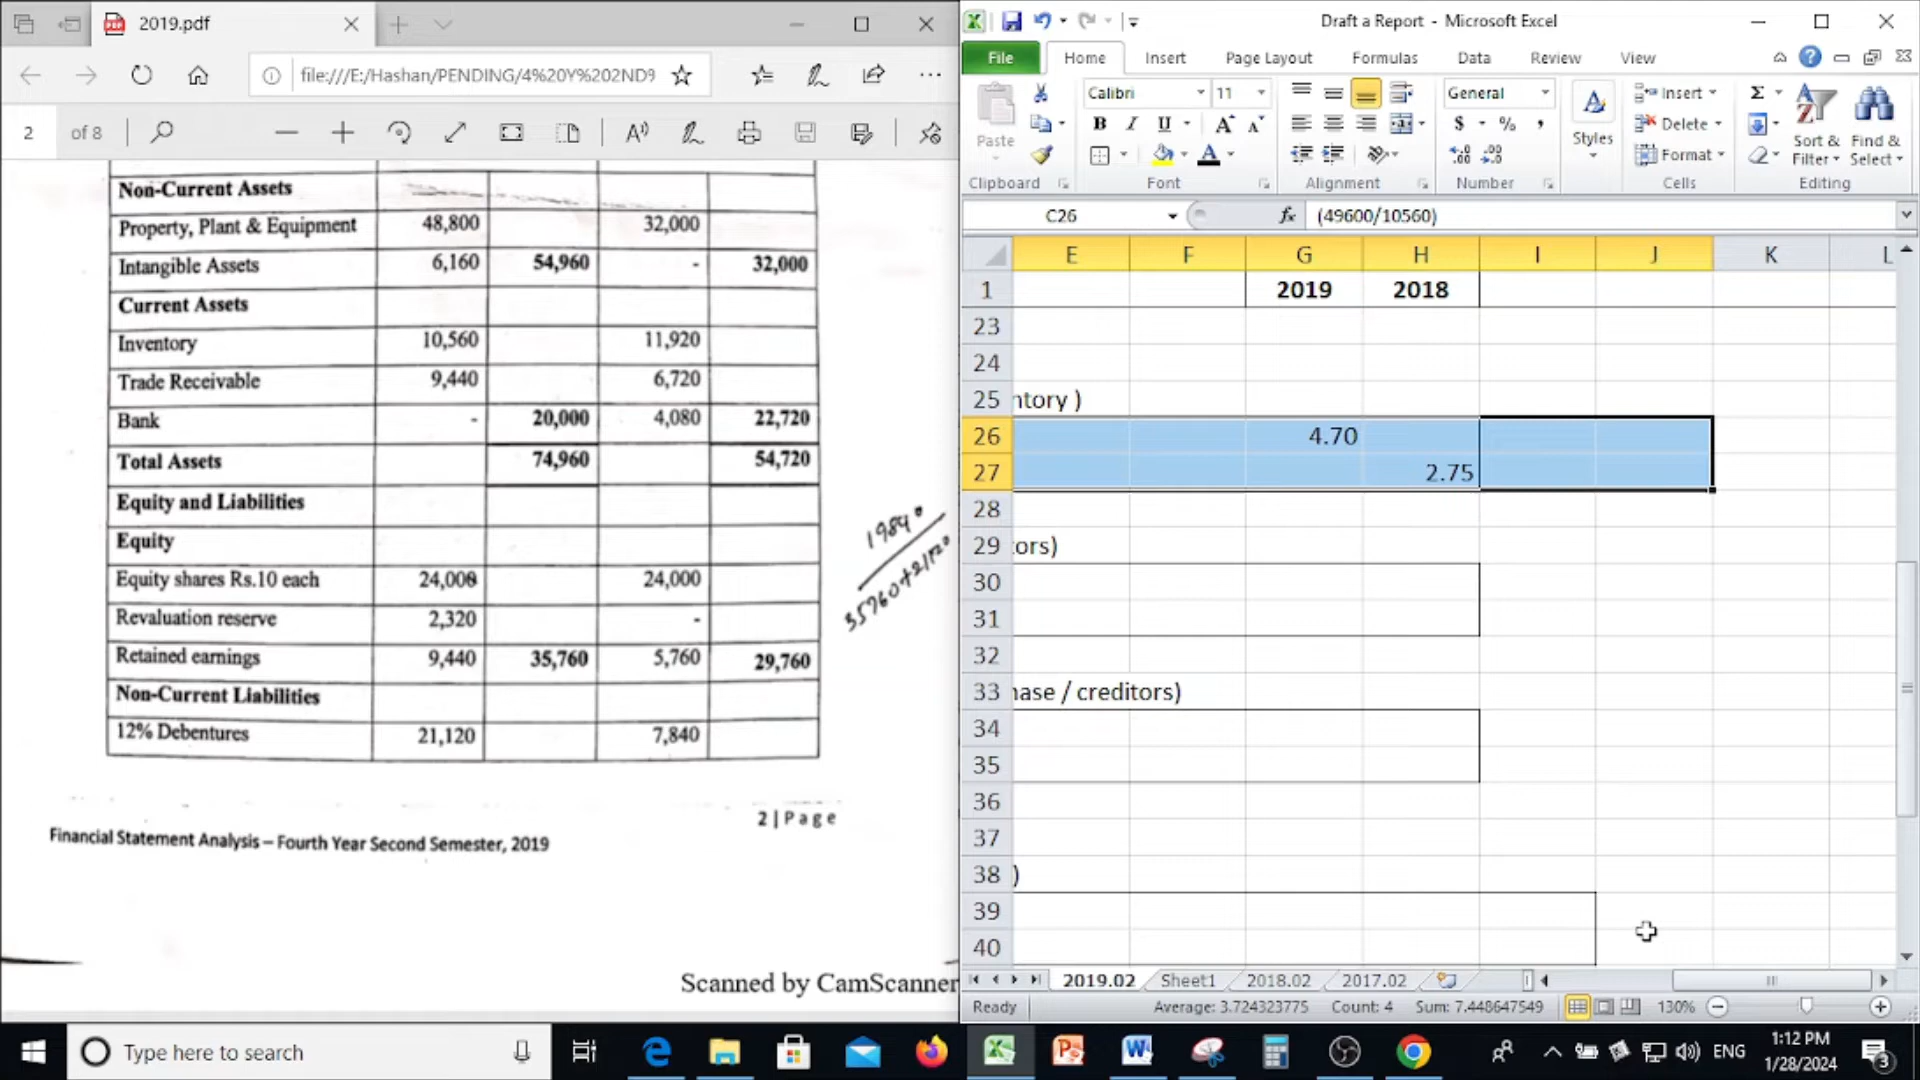 2019.pdf
file:///E:/Hashan/PENDING/4%20Y%202ND9
2 of 8
Non-Current Assets
Property, Plant & Equipment 48,800 32,000
Intangible Assets 6,160 54,960 - 32,000
Current Assets
Inventory 10,560 11,920
Trade Receivable 9,440 6,720
Bank - 20,000 4,080 22,720
Total Assets 74,960 54,720
Equity and Liabilities
Equity
Equity shares Rs.10 each 24,000 24,000
Revaluation reserve 2,320 -
Retained earnings 9,440 35,760 5,760 29,760
Non-Current Liabilities
12% Debentures 21,120 7,840
19840
35760+21120
2 | Page
Financial Statement Analysis – Fourth Year Second Semester, 2019
Scanned by CamScanner
Draft a Report - Microsoft Excel
File Home Insert Page Layout Formulas Data Review View
Paste
Calibri 11
B I U A A
General
$ % ,
Styles
Insert
Delete
Format
Σ
Sort & Filter
Find & Select
Clipboard Font Alignment Number Cells Editing
C26 fx (49600/10560)
E F G H I J K L
1 2019 2018
23
24
25 ntory )
26 4.70
27 2.75
28
29 tors)
30
31
32
33 hase / creditors)
34
35
36
37
38 )
39
40
2019.02 Sheet1 2018.02 2017.02
Ready Average: 3.724323775 Count: 4 Sum: 7.448647549 130%
Type here to search
ENG
1:12 PM
1/28/2024
3